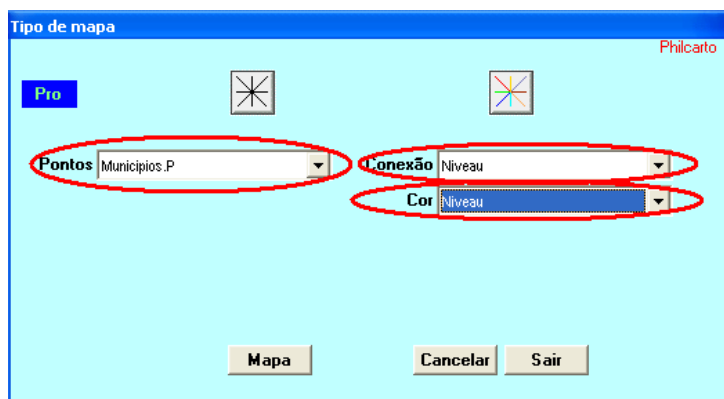 Tipo de mapa
Philcarto
Pro
Pontos Municipios.P Conexão Niveau
Cor Niveau
Mapa Cancelar Sair